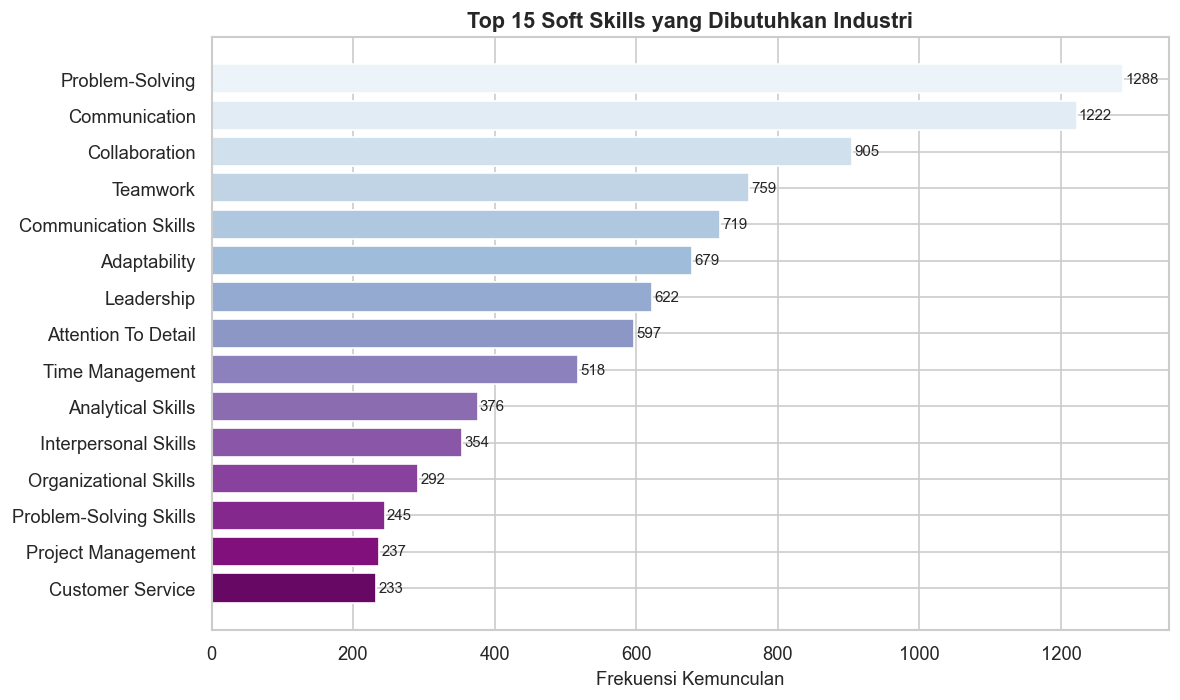 Top 15 Soft Skills yang Dibutuhkan Industri
Problem-Solving 1288
Communication 1222
Collaboration 905
Teamwork 759
Communication Skills 719
Adaptability 679
Leadership 622
Attention To Detail 597
Time Management 518
Analytical Skills 376
Interpersonal Skills 354
Organizational Skills 292
Problem-Solving Skills 245
Project Management 237
Customer Service 233
0 200 400 600 800 1000 1200
Frekuensi Kemunculan